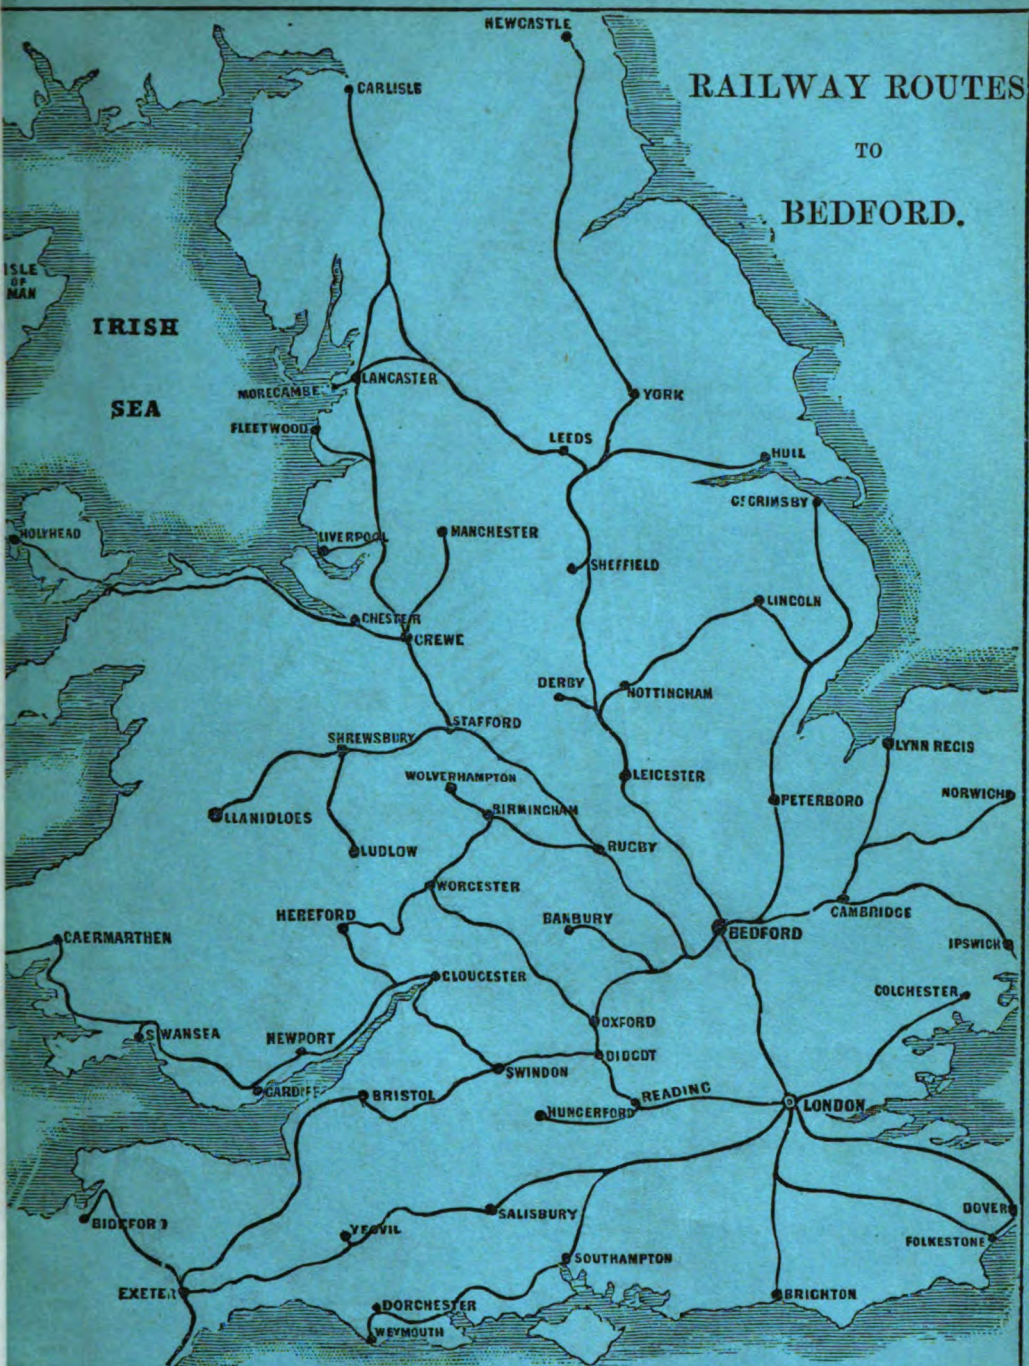 NEWCASTLE
RAILWAY ROUTES
TO
BEDFORD.
CARLISLE
ISLE
OF
MAN
IRISH
SEA
MORECAMBE
LANCASTER
YORK
FLEETWOOD
LEEDS
HULL
GT GRIMSBY
HOLYHEAD
LIVERPOOL
MANCHESTER
SHEFFIELD
LINCOLN
CHESTER
CREWE
DERBY
NOTTINGHAM
STAFFORD
SHREWSBURY
LYNN REGIS
WOLVERHAMPTON
LEICESTER
NORWICH
LLANIDLOES
BIRMINGHAM
PETERBORO
LUDLOW
RUGBY
WORCESTER
HEREFORD
BANBURY
CAMBRIDGE
BEDFORD
CAERMARTHEN
IPSWICH
GLOUCESTER
COLCHESTER
OXFORD
SWANSEA
NEWPORT
DIDCOT
SWINDON
CARDIFF
BRISTOL
READING
HUNGERFORD
LONDON
BIDEFORD
SALISBURY
DOVER
YEOVIL
FOLKESTONE
SOUTHAMPTON
EXETER
BRIGHTON
DORCHESTER
WEYMOUTH